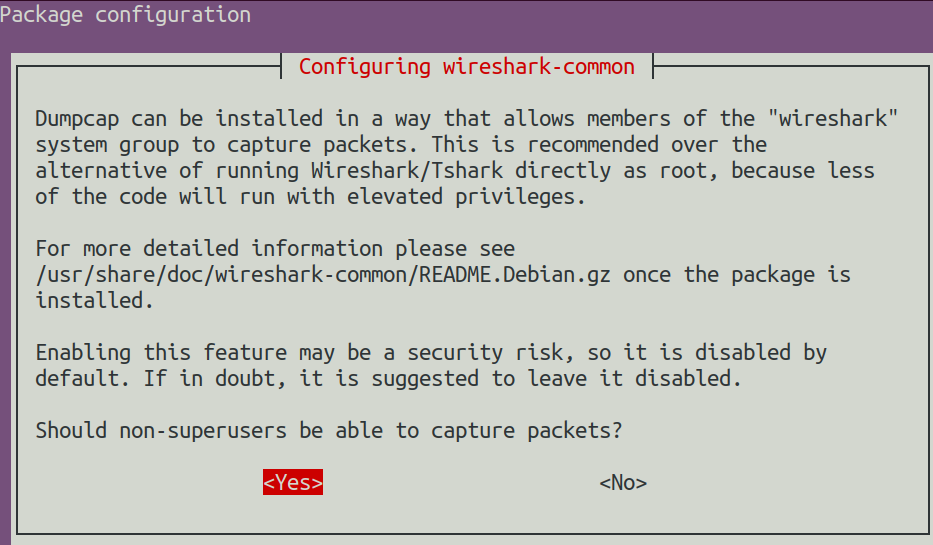 Package configuration
Configuring wireshark-common
Dumpcap can be installed in a way that allows members of the "wireshark"
system group to capture packets. This is recommended over the
alternative of running Wireshark/Tshark directly as root, because less
of the code will run with elevated privileges.
For more detailed information please see
/usr/share/doc/wireshark-common/README.Debian.gz once the package is
installed.
Enabling this feature may be a security risk, so it is disabled by
default. If in doubt, it is suggested to leave it disabled.
Should non-superusers be able to capture packets?
<Yes> <No>